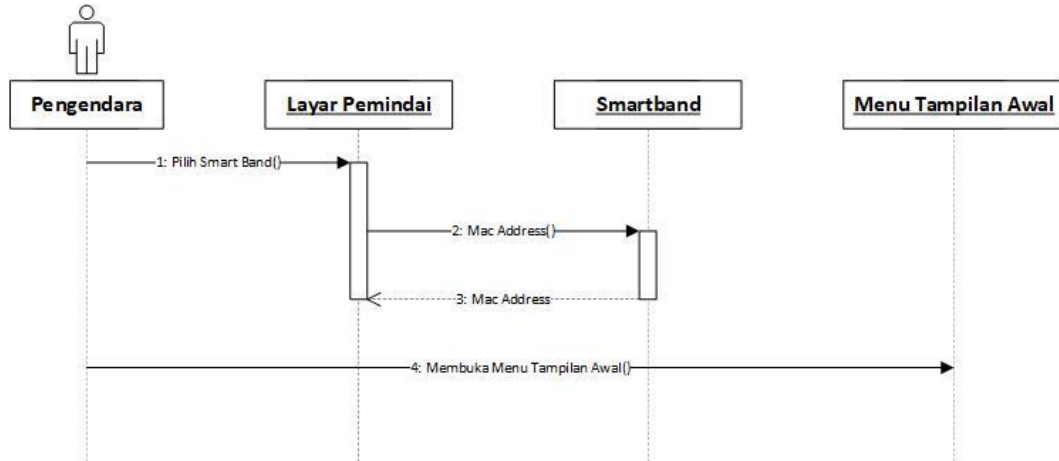 Pengendara
Layar Pemindai
Smartband
Menu Tampilan Awal
1: Pilih Smart Band()
2: Mac Address()
3: Mac Address
4: Membuka Menu Tampilan Awal()